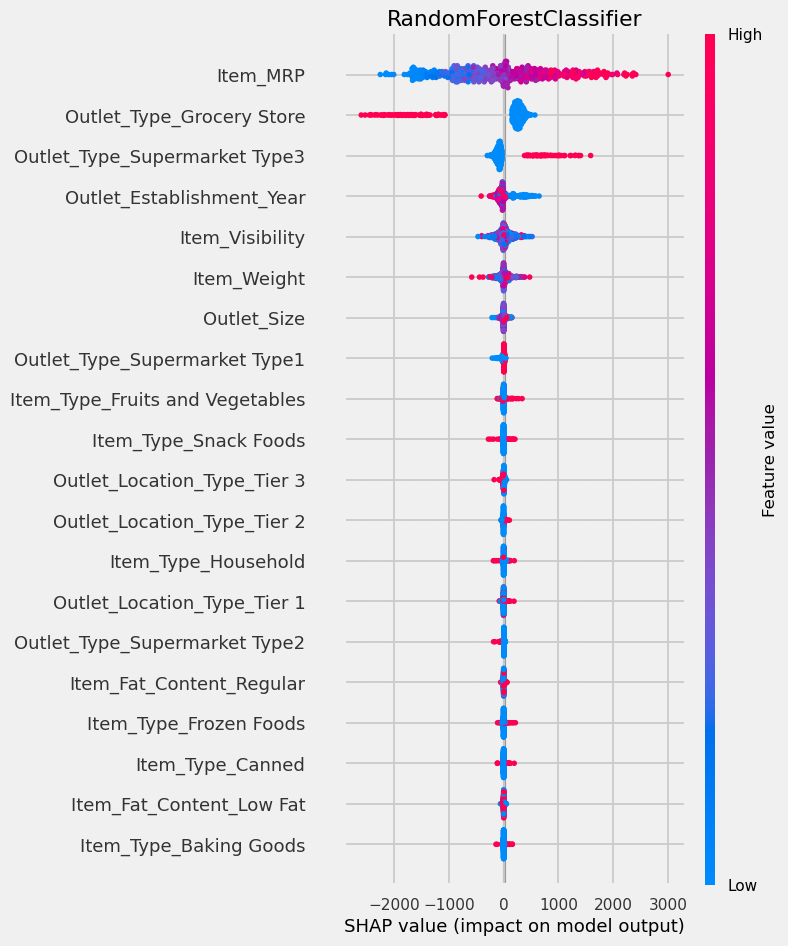 RandomForestClassifier
High
Item_MRP
Outlet_Type_Grocery Store
Outlet_Type_Supermarket Type3
Outlet_Establishment_Year
Item_Visibility
Item_Weight
Outlet_Size
Outlet_Type_Supermarket Type1
Item_Type_Fruits and Vegetables
Item_Type_Snack Foods
Outlet_Location_Type_Tier 3
Outlet_Location_Type_Tier 2
Item_Type_Household
Outlet_Location_Type_Tier 1
Outlet_Type_Supermarket Type2
Item_Fat_Content_Regular
Item_Type_Frozen Foods
Item_Type_Canned
Item_Fat_Content_Low Fat
Item_Type_Baking Goods
Feature value
Low
−2000 −1000 0 1000 2000 3000
SHAP value (impact on model output)